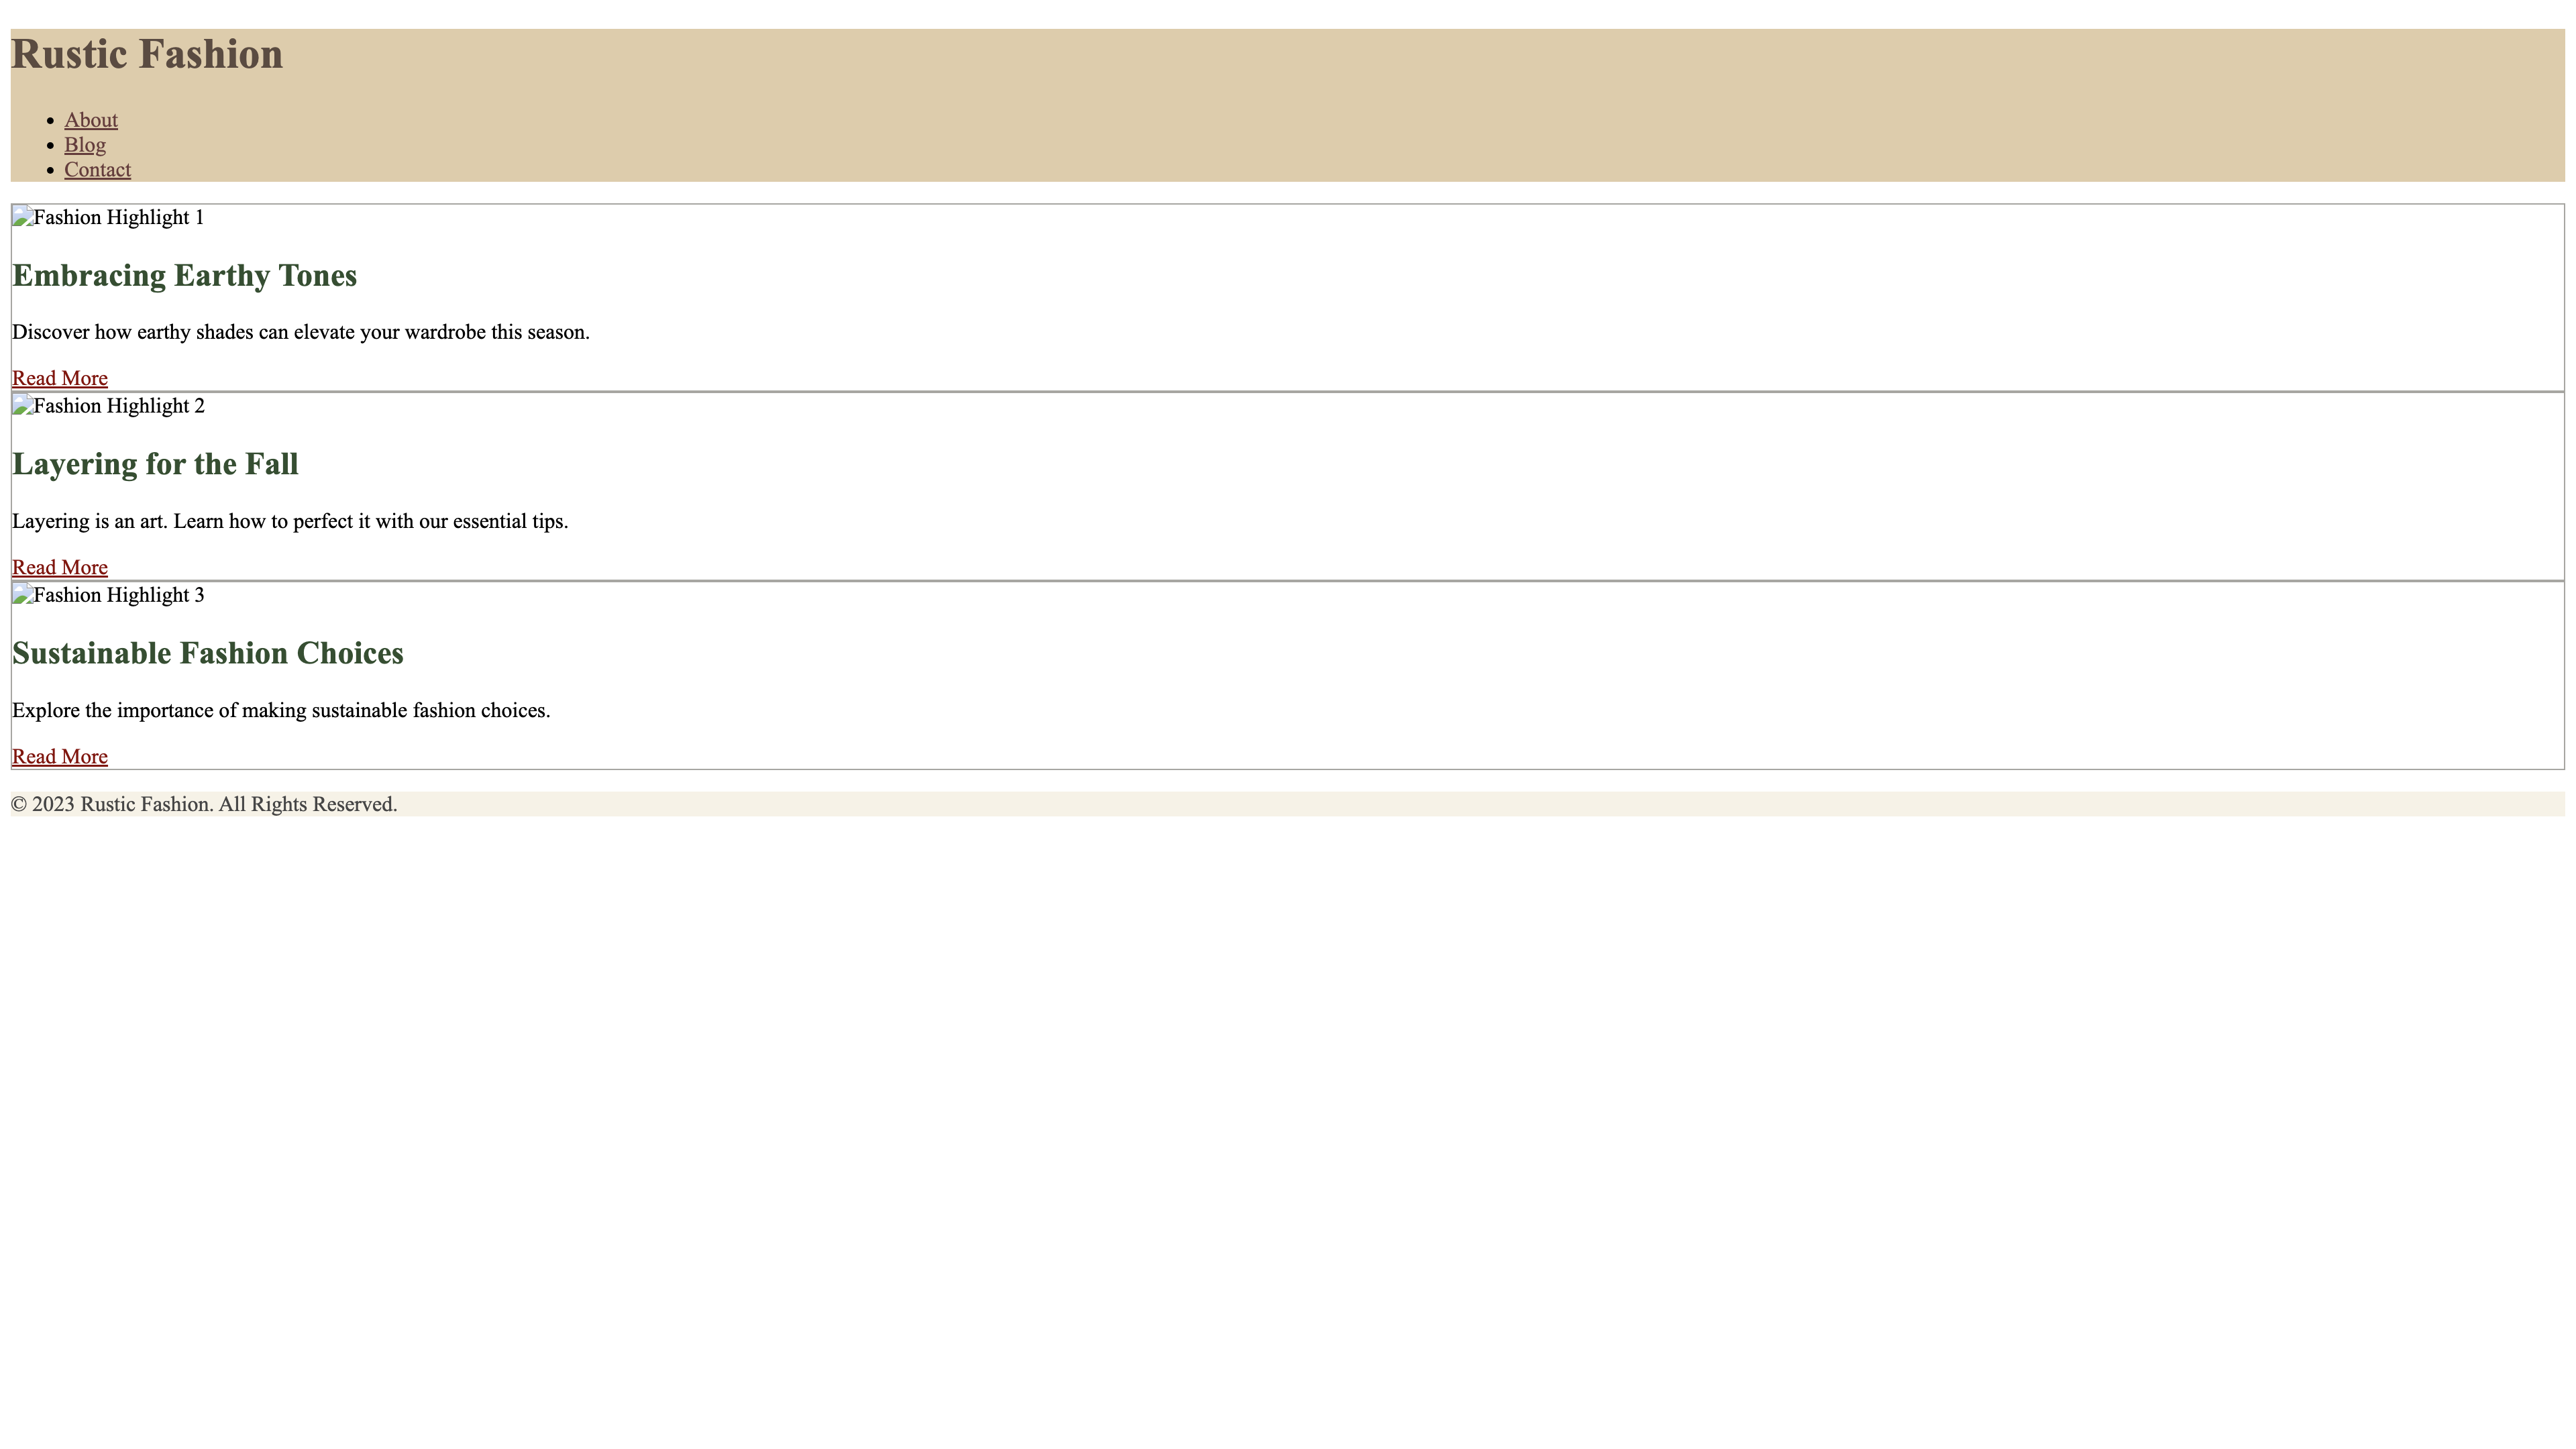 Rustic Fashion
About
Blog
Contact
Fashion Highlight 1
Embracing Earthy Tones
Discover how earthy shades can elevate your wardrobe this season.
Read More
Fashion Highlight 2
Layering for the Fall
Layering is an art. Learn how to perfect it with our essential tips.
Read More
Fashion Highlight 3
Sustainable Fashion Choices
Explore the importance of making sustainable fashion choices.
Read More
© 2023 Rustic Fashion. All Rights Reserved.